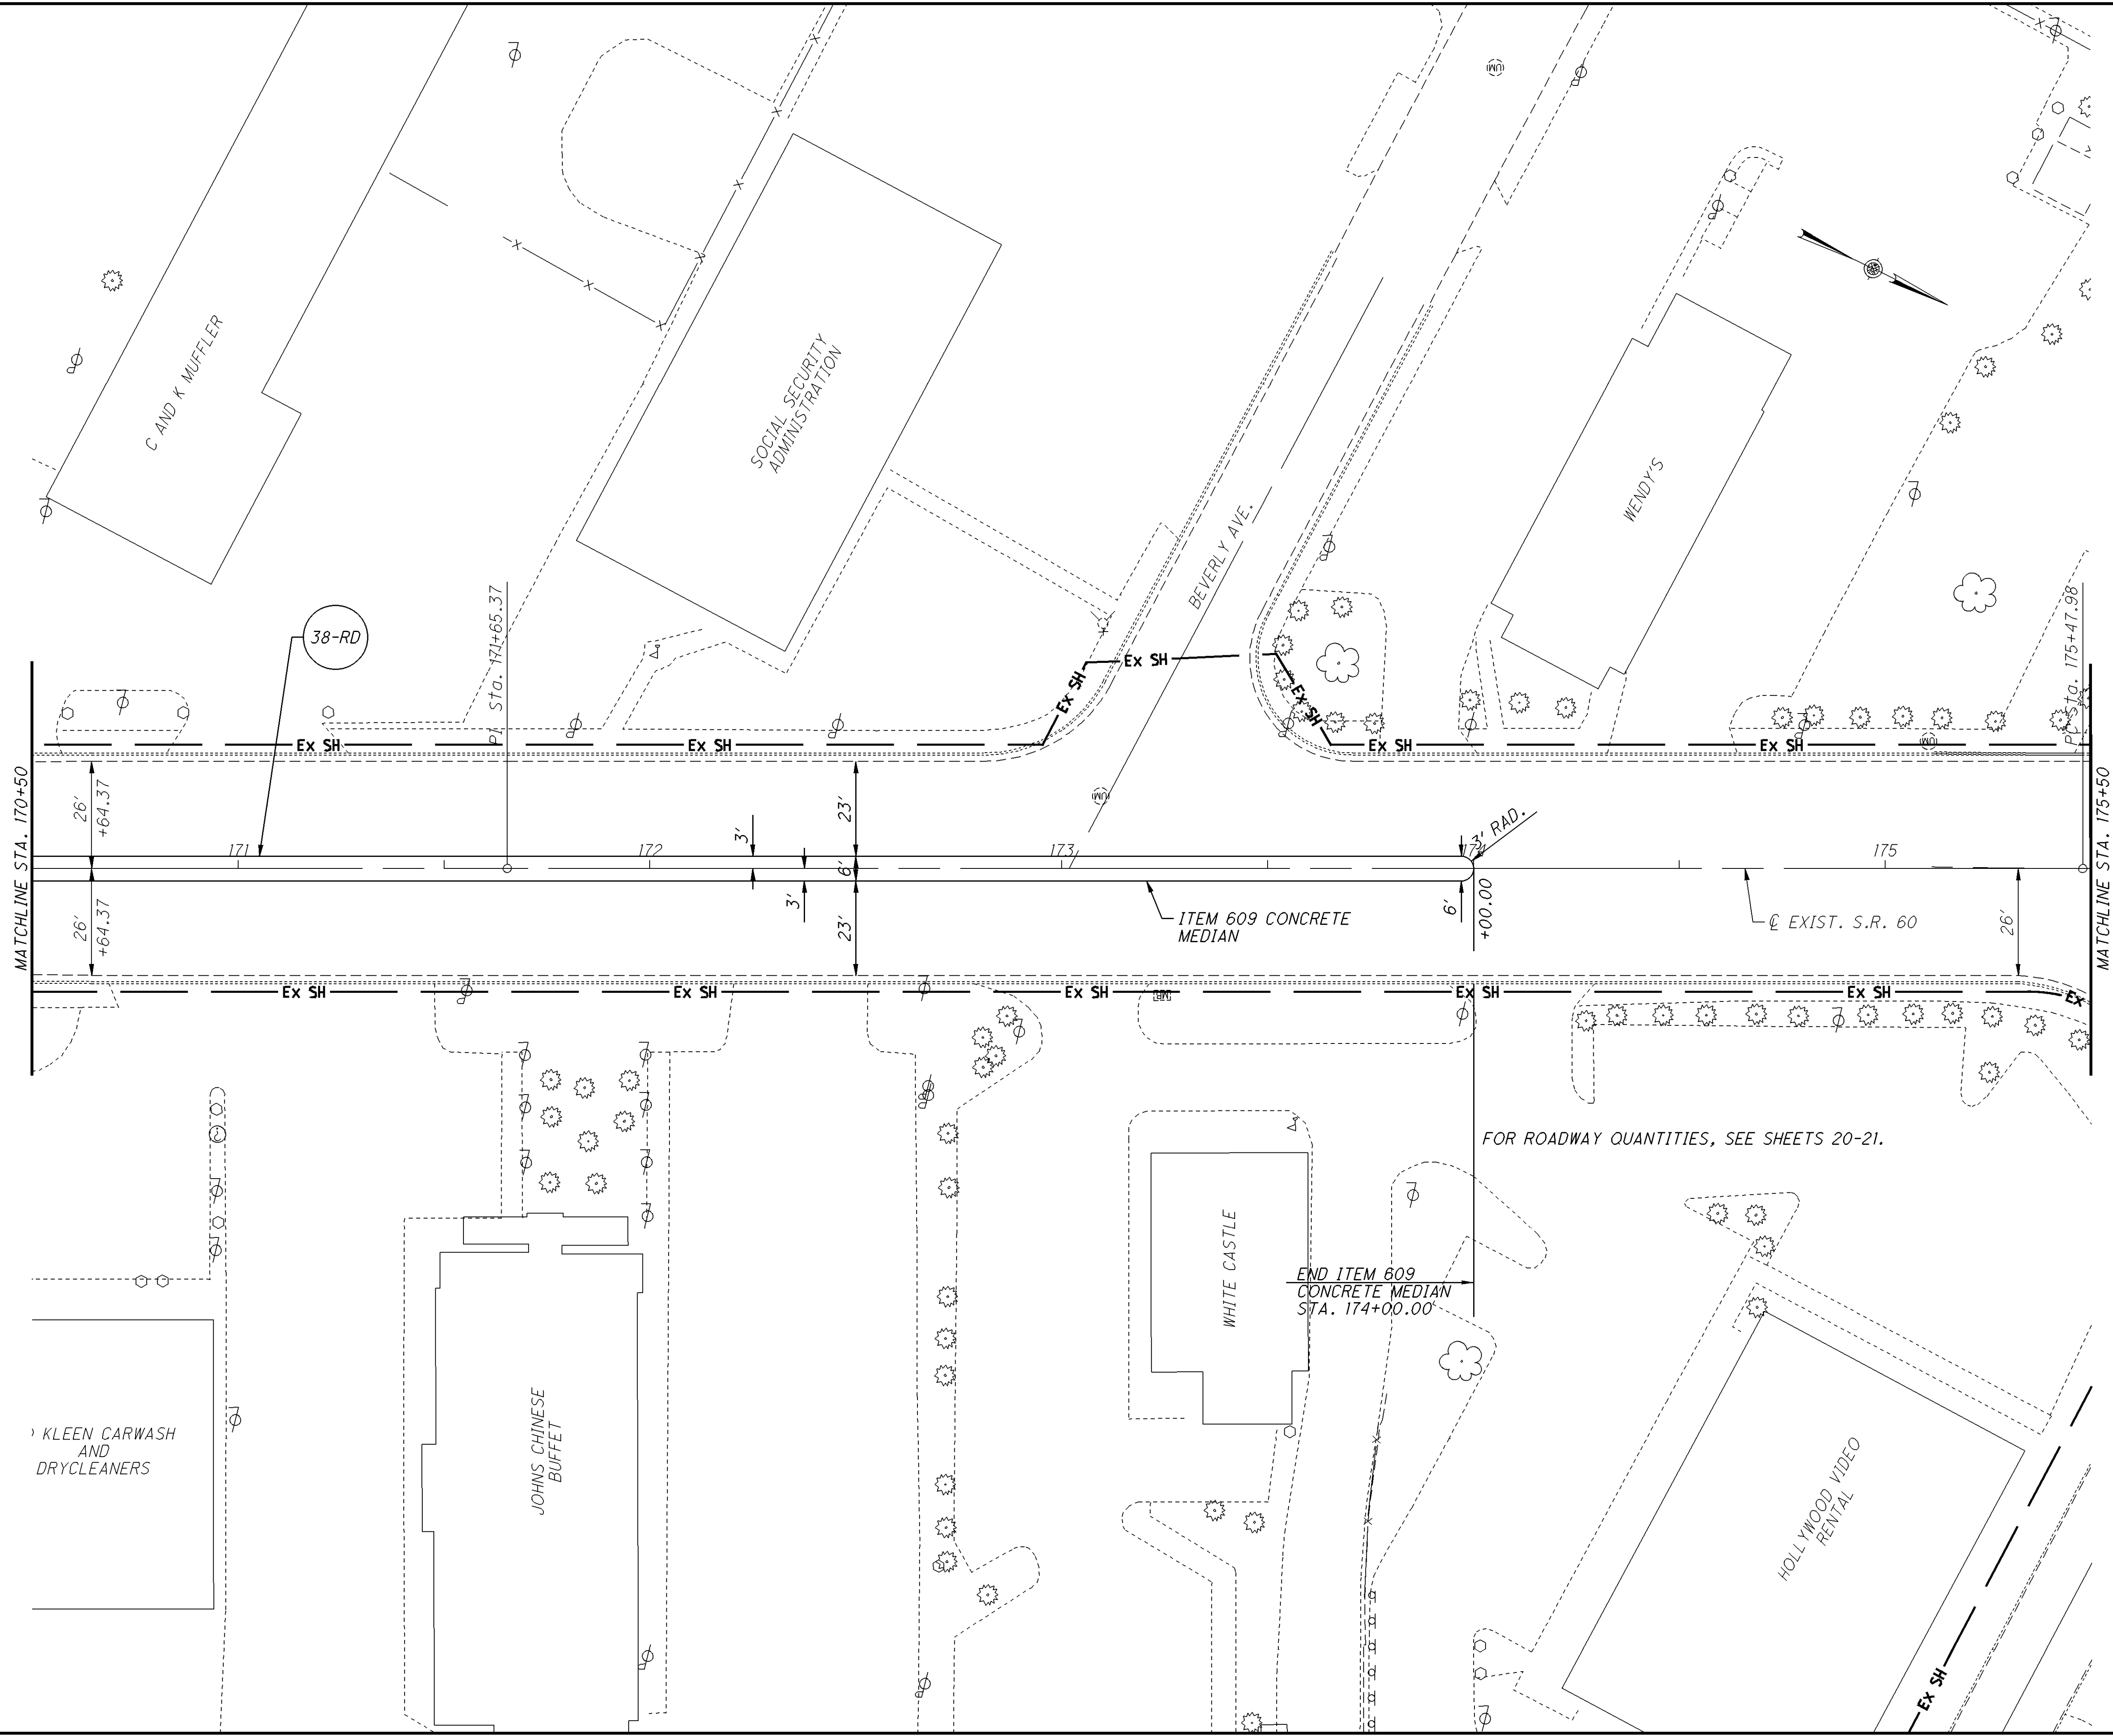 C AND K MUFFLER
SOCIAL SECURITY
ADMINISTRATION
BEVERLY AVE.
WENDY'S
38-RD
PI Sta. 171+65.37
PI Sta. 175+47.98
Ex SH
Ex SH
Ex SH
Ex SH
Ex SH
Ex SH
Ex SH
MATCHLINE STA. 170+50
MATCHLINE STA. 175+50
26'
+64.37
23'
3'
3' RAD.
171
172
173
174
175
6'
26'
+64.37
3'
23'
6'
+00.00
26'
ITEM 609 CONCRETE
MEDIAN
℄ EXIST. S.R. 60
Ex SH
Ex SH
Ex SH
Ex SH
Ex SH
Ex
FOR ROADWAY QUANTITIES, SEE SHEETS 20-21.
WHITE CASTLE
END ITEM 609
CONCRETE MEDIAN
STA. 174+00.00
KLEEN CARWASH
AND
DRYCLEANERS
JOHNS CHINESE
BUFFET
HOLLYWOOD VIDEO
RENTAL
Ex SH